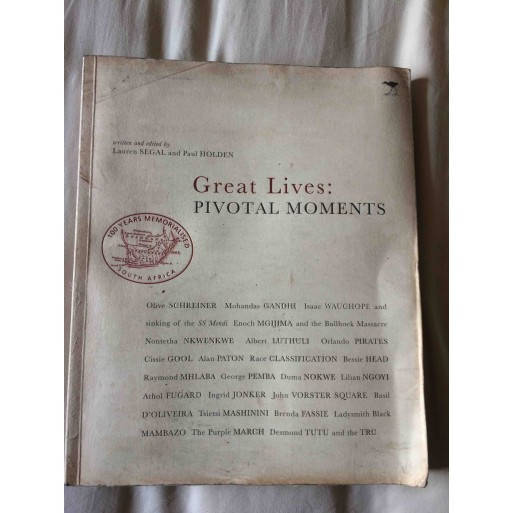 written and edited by
Lauren SEGAL and Paul HOLDEN
Great Lives:
PIVOTAL MOMENTS
100 YEARS MEMORIALISED
SOUTH AFRICA
Olive SCHREINER Mohandas GANDHI Isaac WAUCHOPE and
sinking of the SS Mendi Enoch MGIJIMA and the Bullhoek Massacre
Nontetha NKWENKWE Albert LUTHULI Orlando PIRATES
Cissie GOOL Alan PATON Race CLASSIFICATION Bessie HEAD
Raymond MHLABA George PEMBA Duma NOKWE Lilian NGOYI
Athol FUGARD Ingrid JONKER John VORSTER SQUARE Basil
D'OLIVEIRA Tsietsi MASHININI Brenda FASSIE Ladysmith Black
MAMBAZO The Purple MARCH Desmond TUTU and the TRC